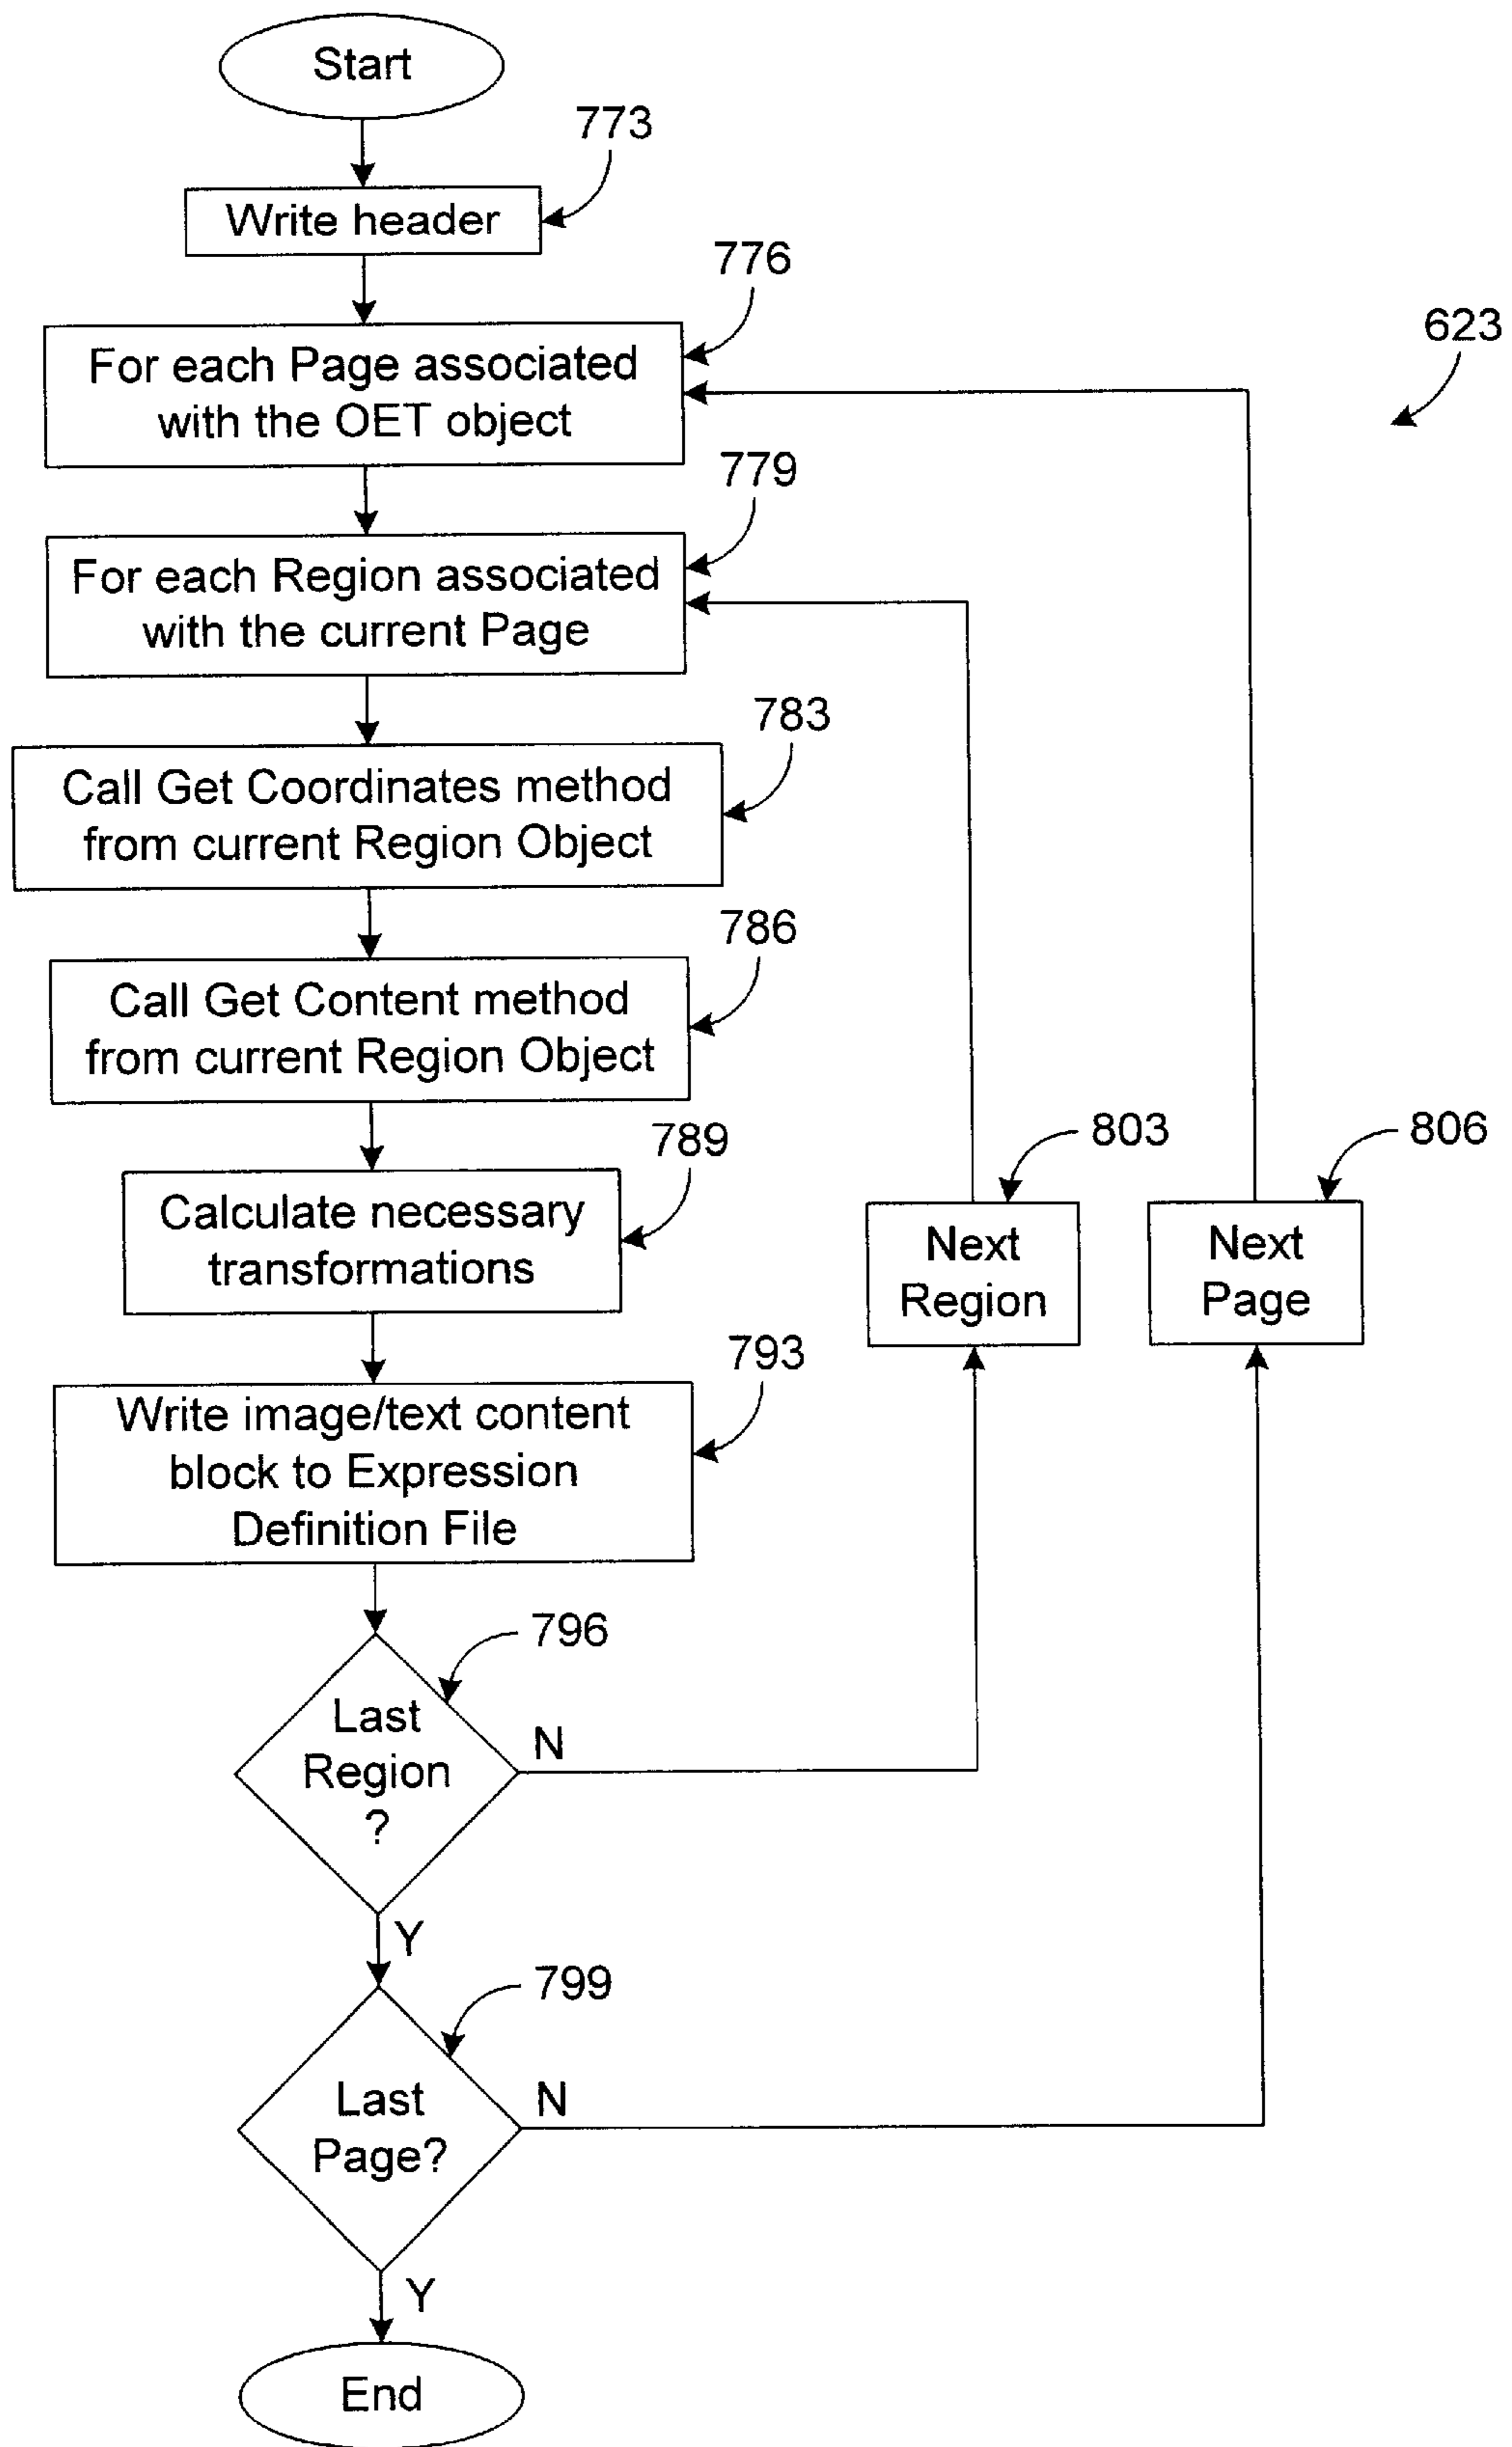 Start
773
Write header
776
623
For each Page associated
with the OET object
779
For each Region associated
with the current Page
783
Call Get Coordinates method
from current Region Object
786
Call Get Content method
from current Region Object
789
803
806
Calculate necessary
transformations
Next
Region
Next
Page
793
Write image/text content
block to Expression
Definition File
796
Last
Region
?
N
Y
799
Last
Page?
N
Y
End